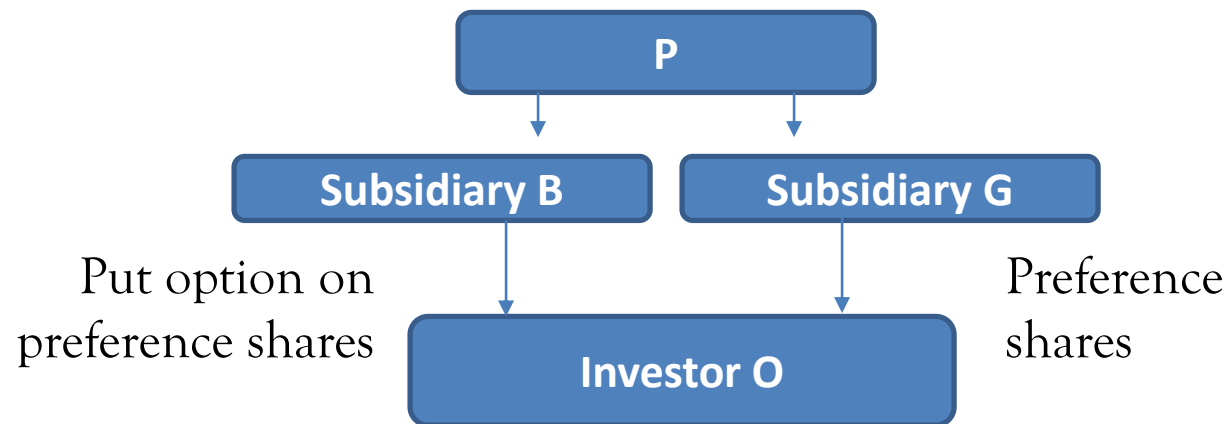 P
Subsidiary B
Subsidiary G
Put option on
preference shares
Preference
shares
Investor O